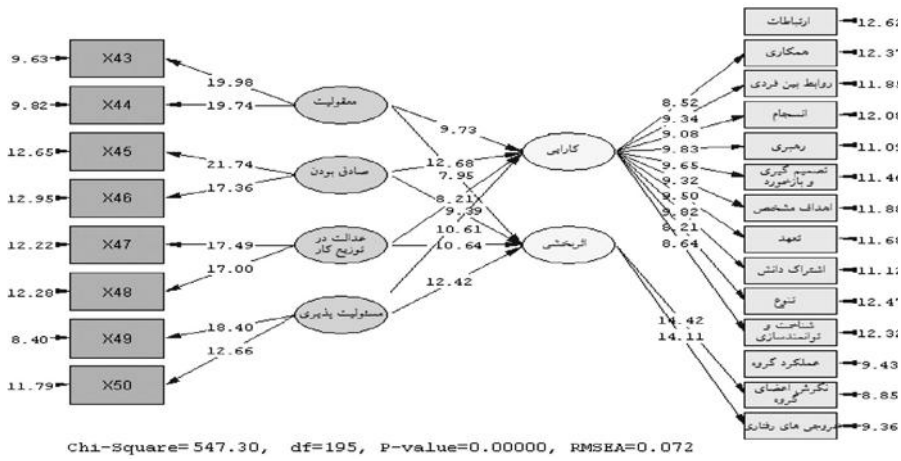 9.63 X43
9.82 X44
12.65 X45
12.95 X46
12.22 X47
12.28 X48
8.40 X49
11.79 X50
19.98
19.74
21.74
17.36
17.49
17.00
18.40
12.66
معقولیت
صادق بودن
عدالت در
توزیع کار
مسئولیت پذیری
9.73
12.68
7.95
8.21
9.39
10.61
10.64
12.42
کارایی
اثربخشی
8.52
9.34
9.08
9.83
9.65
9.32
9.50
9.82
8.21
8.64
14.42
14.11
ارتباطات 12.62
همکاری 12.37
روابط بین فردی
انسجام 12.08
رهبری 11.09
تصمیم گیری
و بازخورد 11.46
اهداف مشخص 11.88
تعهد 11.68
اشتراک دانش 11.12
تنوع 12.47
شناخت و
توانمندسازی 12.32
عملکرد گروه 9.43
نگرش اعضای
گروه 8.85
خروجی های رفتاری 9.36
Chi-Square=547.30, df=195, P-value=0.00000, RMSEA=0.072